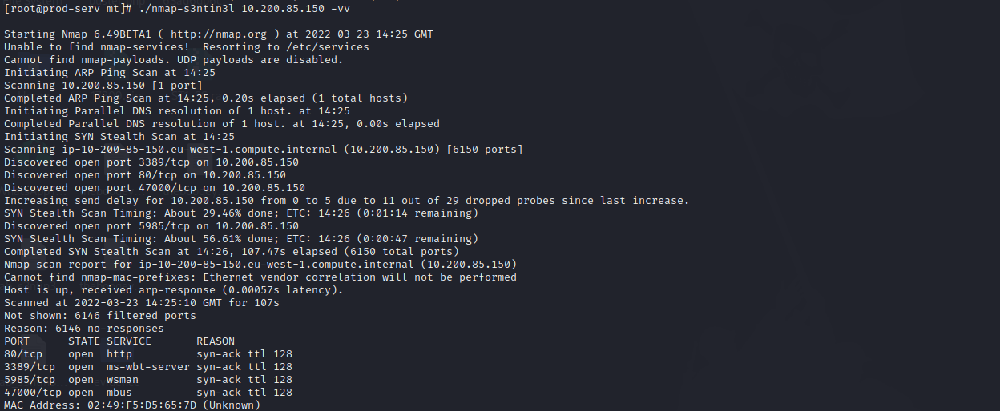 [root@prod-serv mt]# ./nmap-s3ntin3l 10.200.85.150 -vv
Starting Nmap 6.49BETA1 ( http://nmap.org ) at 2022-03-23 14:25 GMT
Unable to find nmap-services!  Resorting to /etc/services
Cannot find nmap-payloads. UDP payloads are disabled.
Initiating ARP Ping Scan at 14:25
Scanning 10.200.85.150 [1 port]
Completed ARP Ping Scan at 14:25, 0.20s elapsed (1 total hosts)
Initiating Parallel DNS resolution of 1 host. at 14:25
Completed Parallel DNS resolution of 1 host. at 14:25, 0.00s elapsed
Initiating SYN Stealth Scan at 14:25
Scanning ip-10-200-85-150.eu-west-1.compute.internal (10.200.85.150) [6150 ports]
Discovered open port 3389/tcp on 10.200.85.150
Discovered open port 80/tcp on 10.200.85.150
Discovered open port 47000/tcp on 10.200.85.150
Increasing send delay for 10.200.85.150 from 0 to 5 due to 11 out of 29 dropped probes since last increase.
SYN Stealth Scan Timing: About 29.46% done; ETC: 14:26 (0:01:14 remaining)
Discovered open port 5985/tcp on 10.200.85.150
SYN Stealth Scan Timing: About 56.61% done; ETC: 14:26 (0:00:47 remaining)
Completed SYN Stealth Scan at 14:26, 107.47s elapsed (6150 total ports)
Nmap scan report for ip-10-200-85-150.eu-west-1.compute.internal (10.200.85.150)
Cannot find nmap-mac-prefixes: Ethernet vendor correlation will not be performed
Host is up, received arp-response (0.00057s latency).
Scanned at 2022-03-23 14:25:10 GMT for 107s
Not shown: 6146 filtered ports
Reason: 6146 no-responses
PORT      STATE SERVICE       REASON
80/tcp    open  http          syn-ack ttl 128
3389/tcp  open  ms-wbt-server syn-ack ttl 128
5985/tcp  open  wsman         syn-ack ttl 128
47000/tcp open  mbus          syn-ack ttl 128
MAC Address: 02:49:F5:D5:65:7D (Unknown)